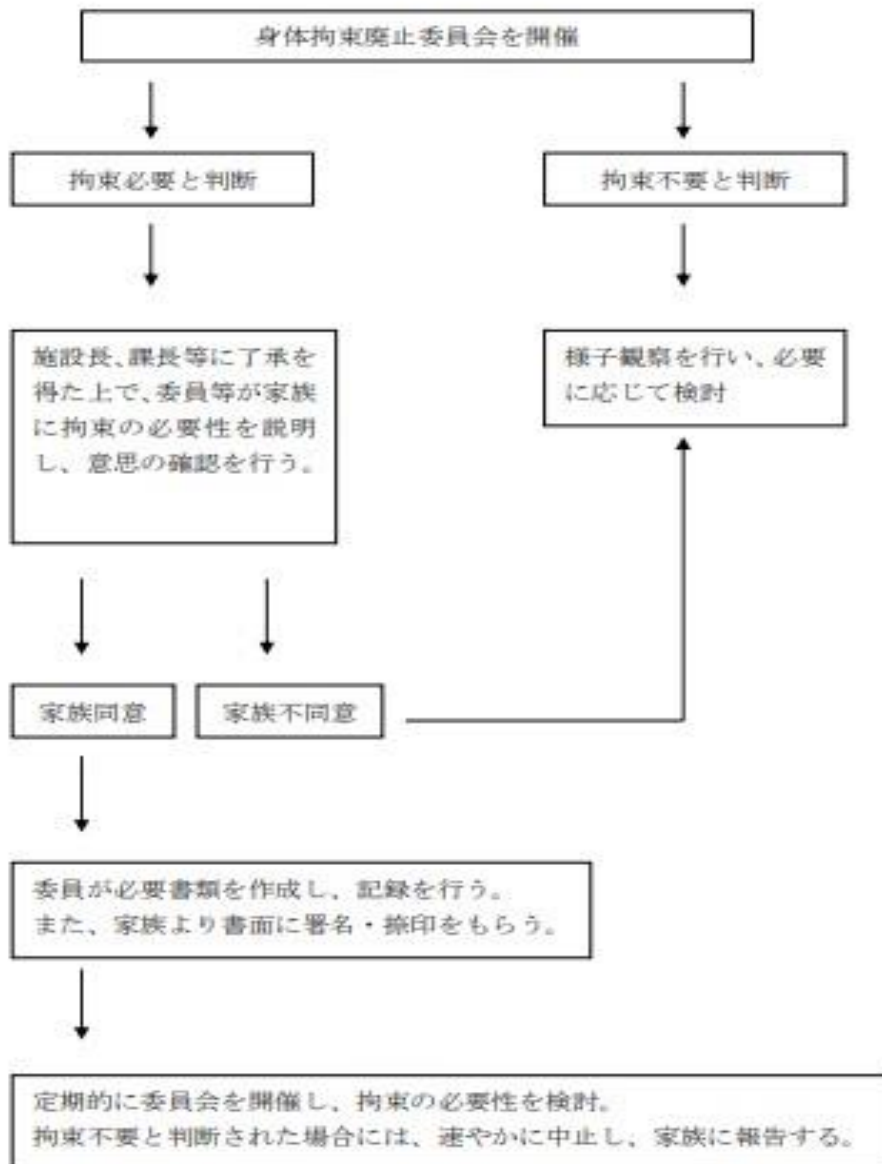 身体拘束廃止委員会を開催
拘束必要と判断
拘束不要と判断
施設長、課長等に了承を
得た上で、委員等が家族
に拘束の必要性を説明
し、意思の確認を行う。
様子観察を行い、必要
に応じて検討
家族同意
家族不同意
委員が必要書類を作成し、記録を行う。
また、家族より書面に署名・捺印をもらう。
定期的に委員会を開催し、拘束の必要性を検討。
拘束不要と判断された場合には、速やかに中止し、家族に報告する。